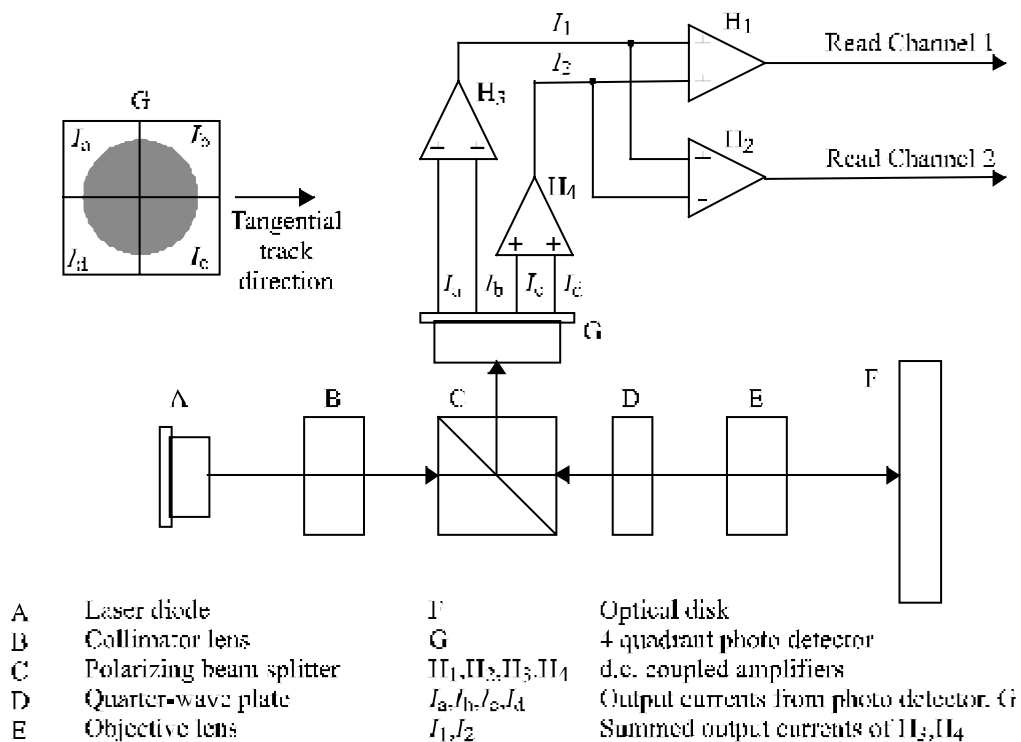 I1
H1
Read Channel 1
I2
H3
G
Ia
Ib
H2
Read Channel 2
H4
Id
Ic
Tangential
track
direction
+ +
-
Ia Ib Ic Id
G
F
A B C D E
A Laser diode F Optical disk
B Collimator lens G 4 quadrant photo detector
C Polarizing beam splitter H1,H2,H3,H4 d.c. coupled amplifiers
D Quarter-wave plate Ia,Ib,Ic,Id Output currents from photo detector. G
E Objective lens I1,I2 Summed output currents of H3,H4